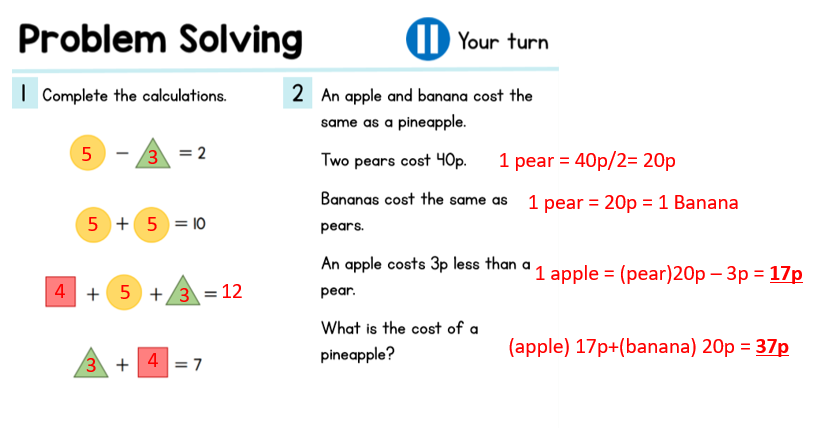 Problem Solving
Your turn
1 Complete the calculations.
5 − 3 = 2
5 + 5 = 10
4 + 5 + 3 = 12
3 + 4 = 7
2 An apple and banana cost the
same as a pineapple.
Two pears cost 40p. 1 pear = 40p/2= 20p
Bananas cost the same as 1 pear = 20p = 1 Banana
pears.
An apple costs 3p less than a 1 apple = (pear)20p – 3p = 17p
pear.
What is the cost of a
pineapple? (apple) 17p+(banana) 20p = 37p